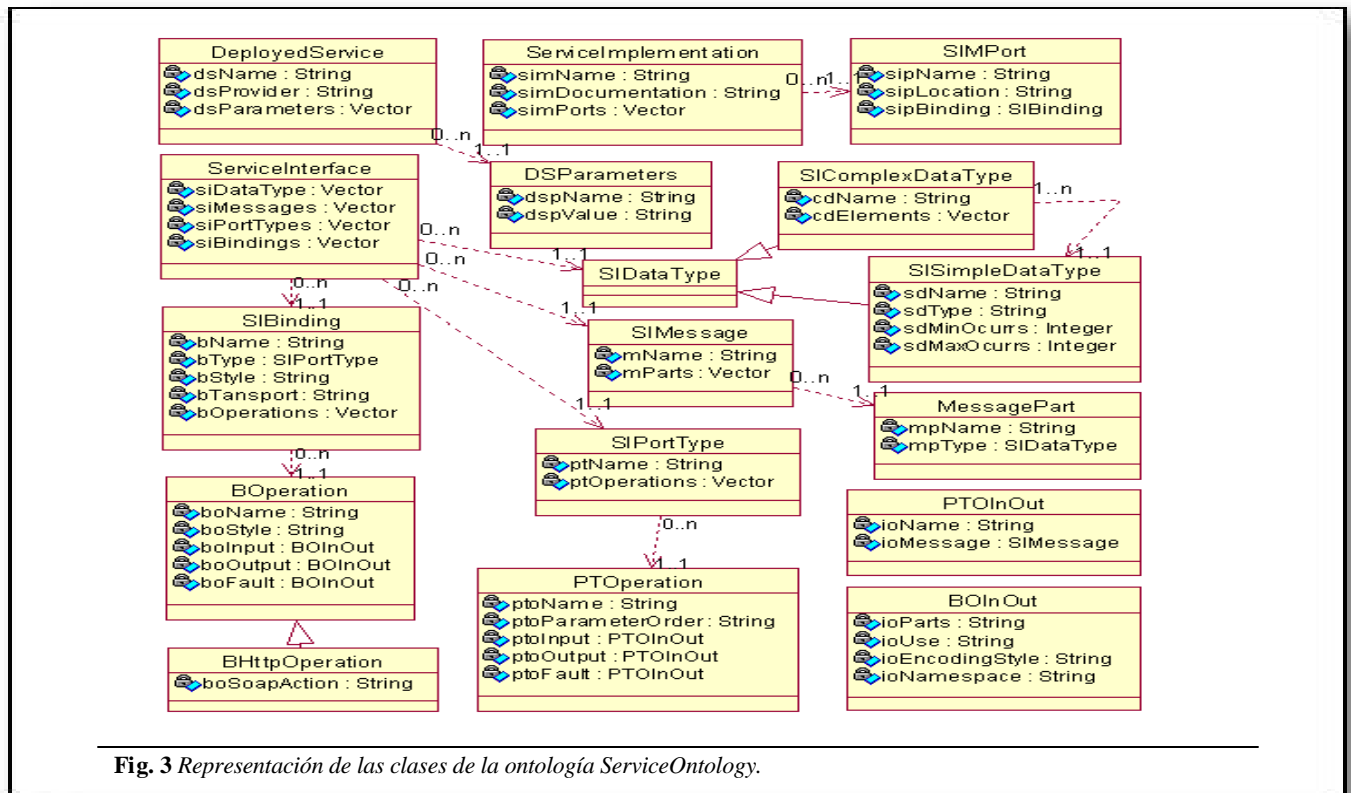 DeployedService
dsName : String
dsProvider : String
dsParameters : Vector
0..n
1..1
ServiceImplementation
simName : String
simDocumentation : String
simPorts : Vector
0..n
1..1
SIMPort
sipName : String
sipLocation : String
sipBinding : SIBinding
ServiceInterface
siDataType : Vector
siMessages : Vector
siPortTypes : Vector
siBindings : Vector
0..n
1..1
0..n
1..1
0..n
1..1
0..n
1..1
DSParameters
dspName : String
dspValue : String
SIComplexDataType
cdName : String
cdElements : Vector
1..n
1..1
SIDataType
SISimpleDataType
sdName : String
sdType : String
sdMinOcurrs : Integer
sdMaxOcurrs : Integer
SIBinding
bName : String
bType : SIPortType
bStyle : String
bTansport : String
bOperations : Vector
0..n
1..1
SIMessage
mName : String
mParts : Vector
0..n
1..1
MessagePart
mpName : String
mpType : SIDataType
SIPortType
ptName : String
ptOperations : Vector
0..n
1..1
BOperation
boName : String
boStyle : String
boInput : BOInOut
boOutput : BOInOut
boFault : BOInOut
PTOInOut
ioName : String
ioMessage : SIMessage
PTOperation
ptoName : String
ptoParameterOrder : String
ptoInput : PTOInOut
ptoOutput : PTOInOut
ptoFault : PTOInOut
BOInOut
ioParts : String
ioUse : String
ioEncodingStyle : String
ioNamespace : String
BHttpOperation
boSoapAction : String
Fig. 3 Representación de las clases de la ontología ServiceOntology.